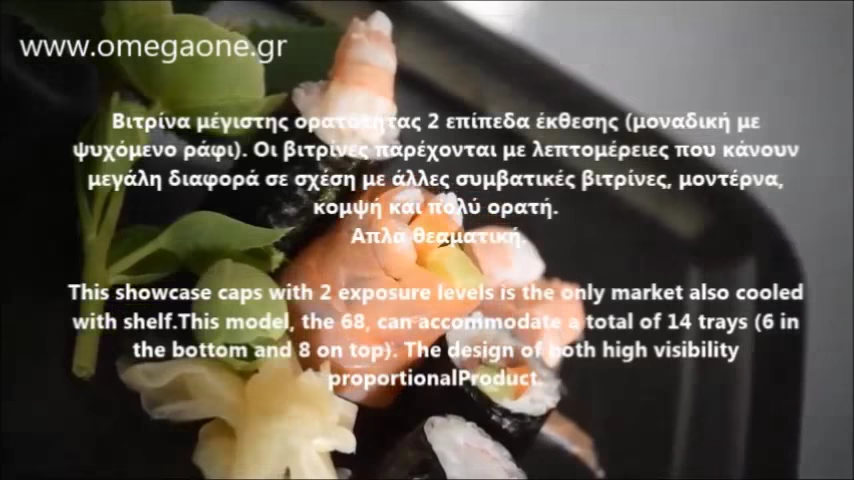 www.omegaone.gr
Βιτρίνα μέγιστης ορατότητας 2 επίπεδα έκθεσης (μοναδική με
ψυχόμενο ράφι). Οι βιτρίνες παρέχονται με λεπτομέρειες που κάνουν
μεγάλη διαφορά σε σχέση με άλλες συμβατικές βιτρίνες, μοντέρνα,
κομψή και πολύ ορατή.
Απλά θεαματική.
This showcase caps with 2 exposure levels is the only market also cooled
with shelf.This model, the 68, can accommodate a total of 14 trays (6 in
the bottom and 8 on top). The design of both high visibility
proportionalProduct.